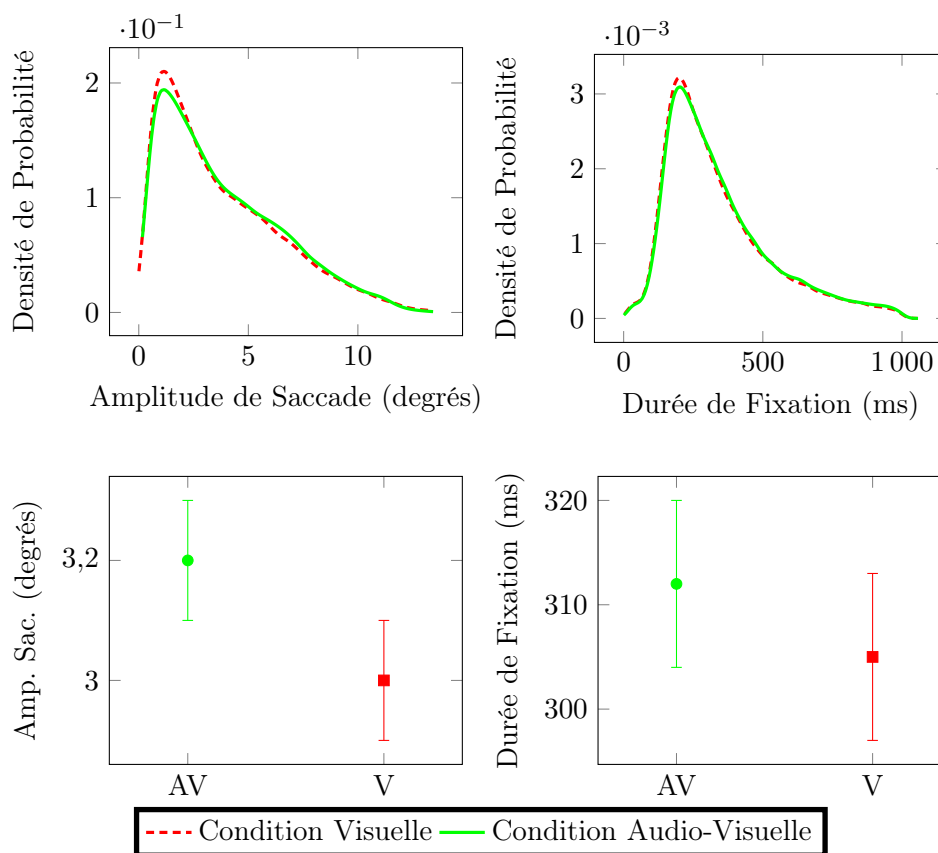 ·10⁻¹
Densité de Probabilité
2
1
0
0 5 10
Amplitude de Saccade (degrés)
·10⁻³
Densité de Probabilité
3
2
1
0
0 500 1 000
Durée de Fixation (ms)
Amp. Sac. (degrés)
3,2
3
AV V
Durée de Fixation (ms)
320
310
300
AV V
Condition Visuelle Condition Audio-Visuelle